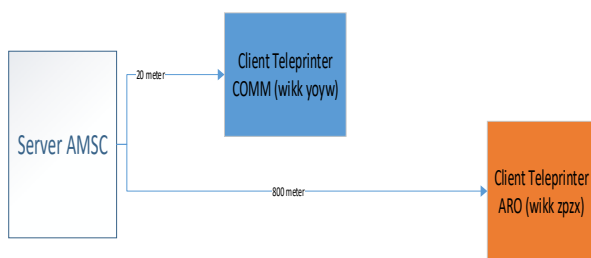 Server AMSC
20 meter
Client Teleprinter
COMM (wikk yoyw)
800 meter
Client Teleprinter
ARO (wikk zpzx)